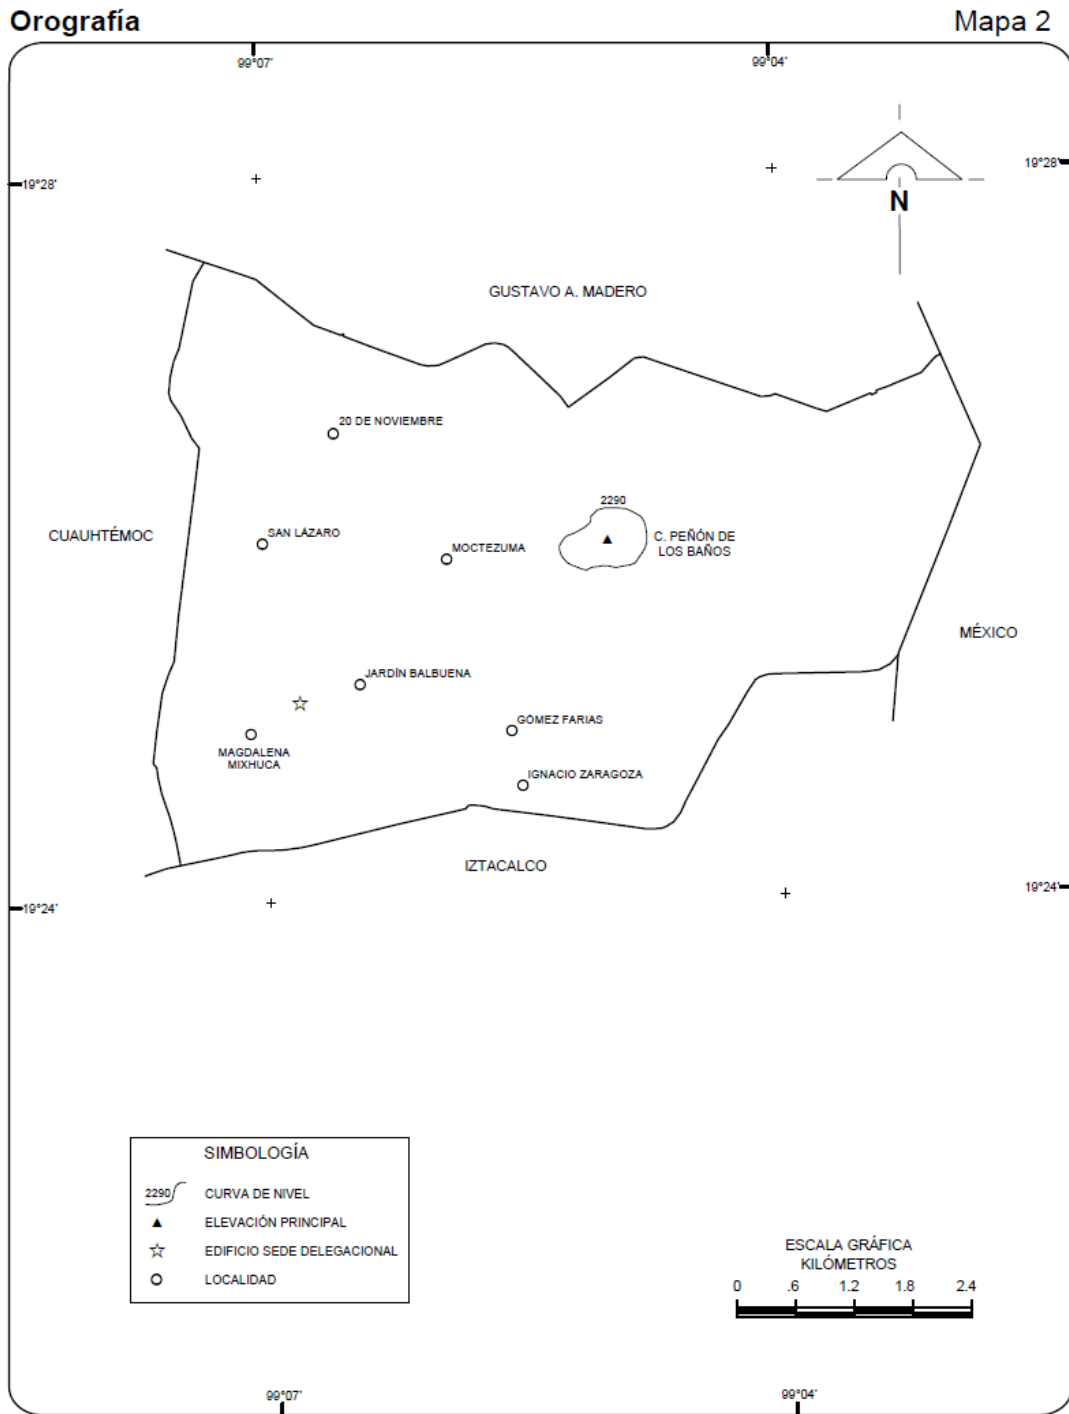 Orografía
Mapa 2
99°07'
99°04'
19°28'
19°28'
N
GUSTAVO A. MADERO
20 DE NOVIEMBRE
2290
CUAUHTÉMOC
SAN LÁZARO
MOCTEZUMA
C. PEÑÓN DE
LOS BAÑOS
MÉXICO
JARDÍN BALBUENA
GÓMEZ FARIAS
MAGDALENA
MIXHUCA
IGNACIO ZARAGOZA
IZTACALCO
19°24'
19°24'
SIMBOLOGÍA
2290 CURVA DE NIVEL
ELEVACIÓN PRINCIPAL
EDIFICIO SEDE DELEGACIONAL
LOCALIDAD
ESCALA GRÁFICA
KILÓMETROS
0 .6 1.2 1.8 2.4
99°07'
99°04'